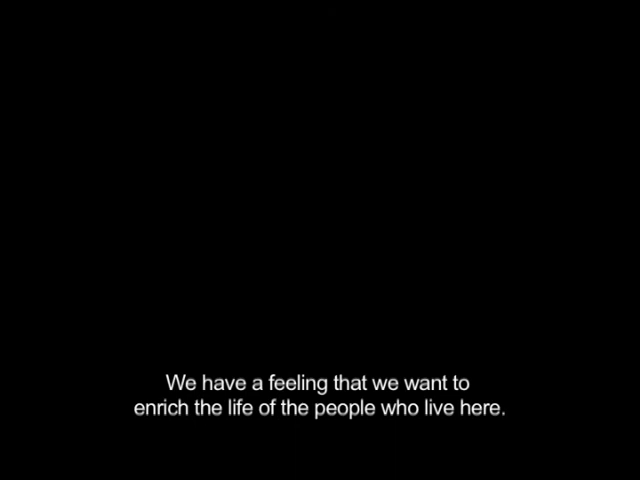 We have a feeling that we want to
enrich the life of the people who live here.